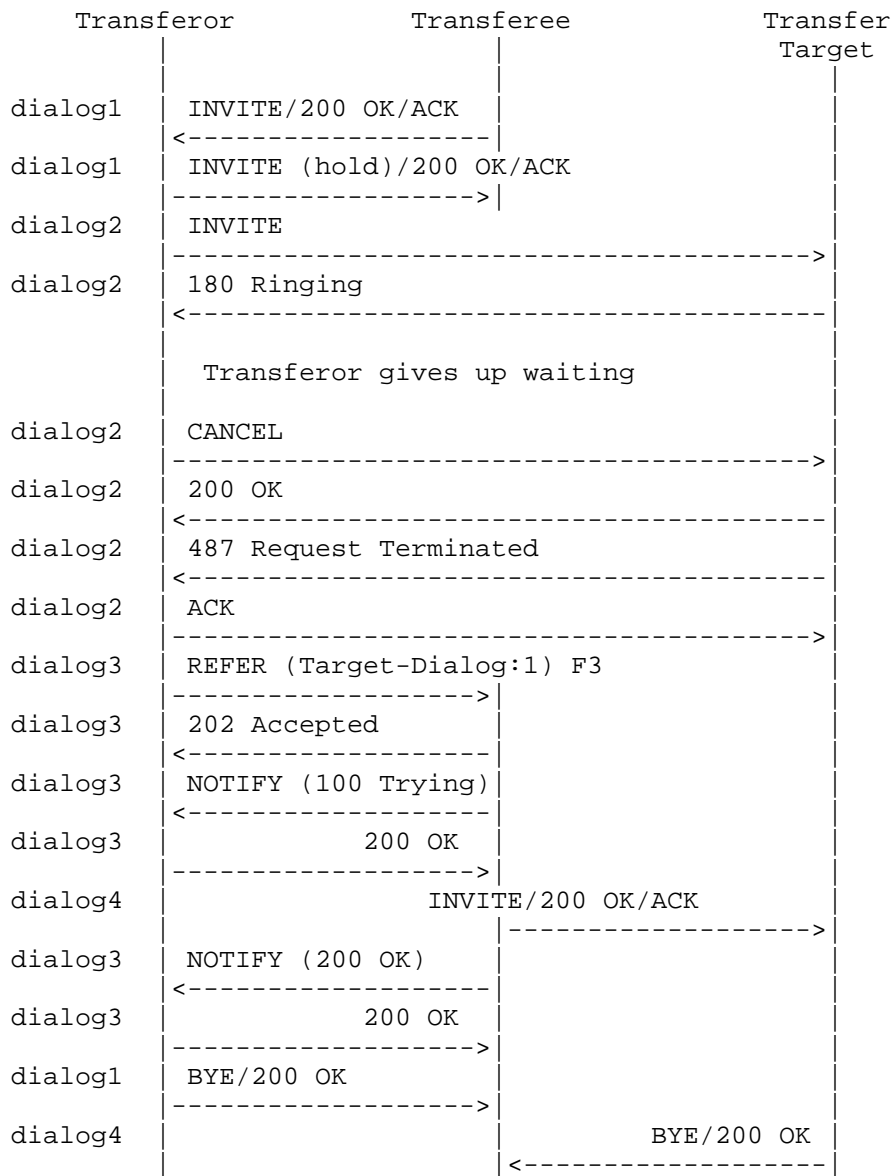 Transferor Transferee Transfer
Target
dialog1 INVITE/200 OK/ACK
dialog1 INVITE (hold)/200 OK/ACK
dialog2 INVITE
dialog2 180 Ringing
Transferor gives up waiting
dialog2 CANCEL
dialog2 200 OK
dialog2 487 Request Terminated
dialog2 ACK
dialog3 REFER (Target-Dialog:1) F3
dialog3 202 Accepted
dialog3 NOTIFY (100 Trying)
dialog3 200 OK
dialog4 INVITE/200 OK/ACK
dialog3 NOTIFY (200 OK)
dialog3 200 OK
dialog1 BYE/200 OK
dialog4 BYE/200 OK